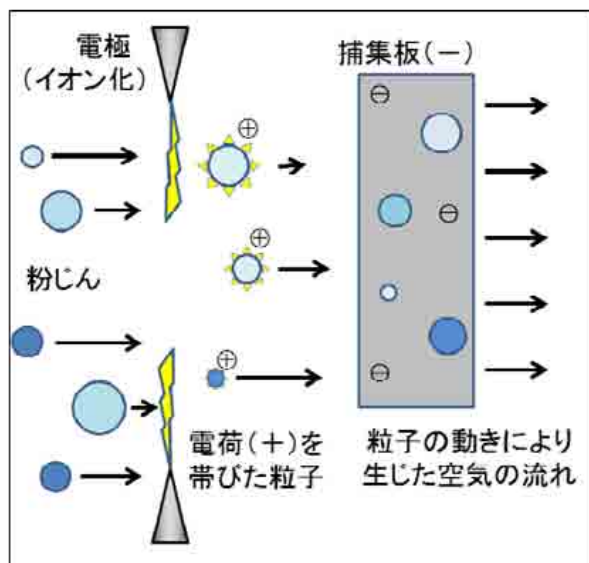 電極
(イオン化)
捕集板(－)
⊕
⊖
⊖
⊕
粉じん
⊕
⊖
電荷(＋)を
帯びた粒子
粒子の動きにより
生じた空気の流れ